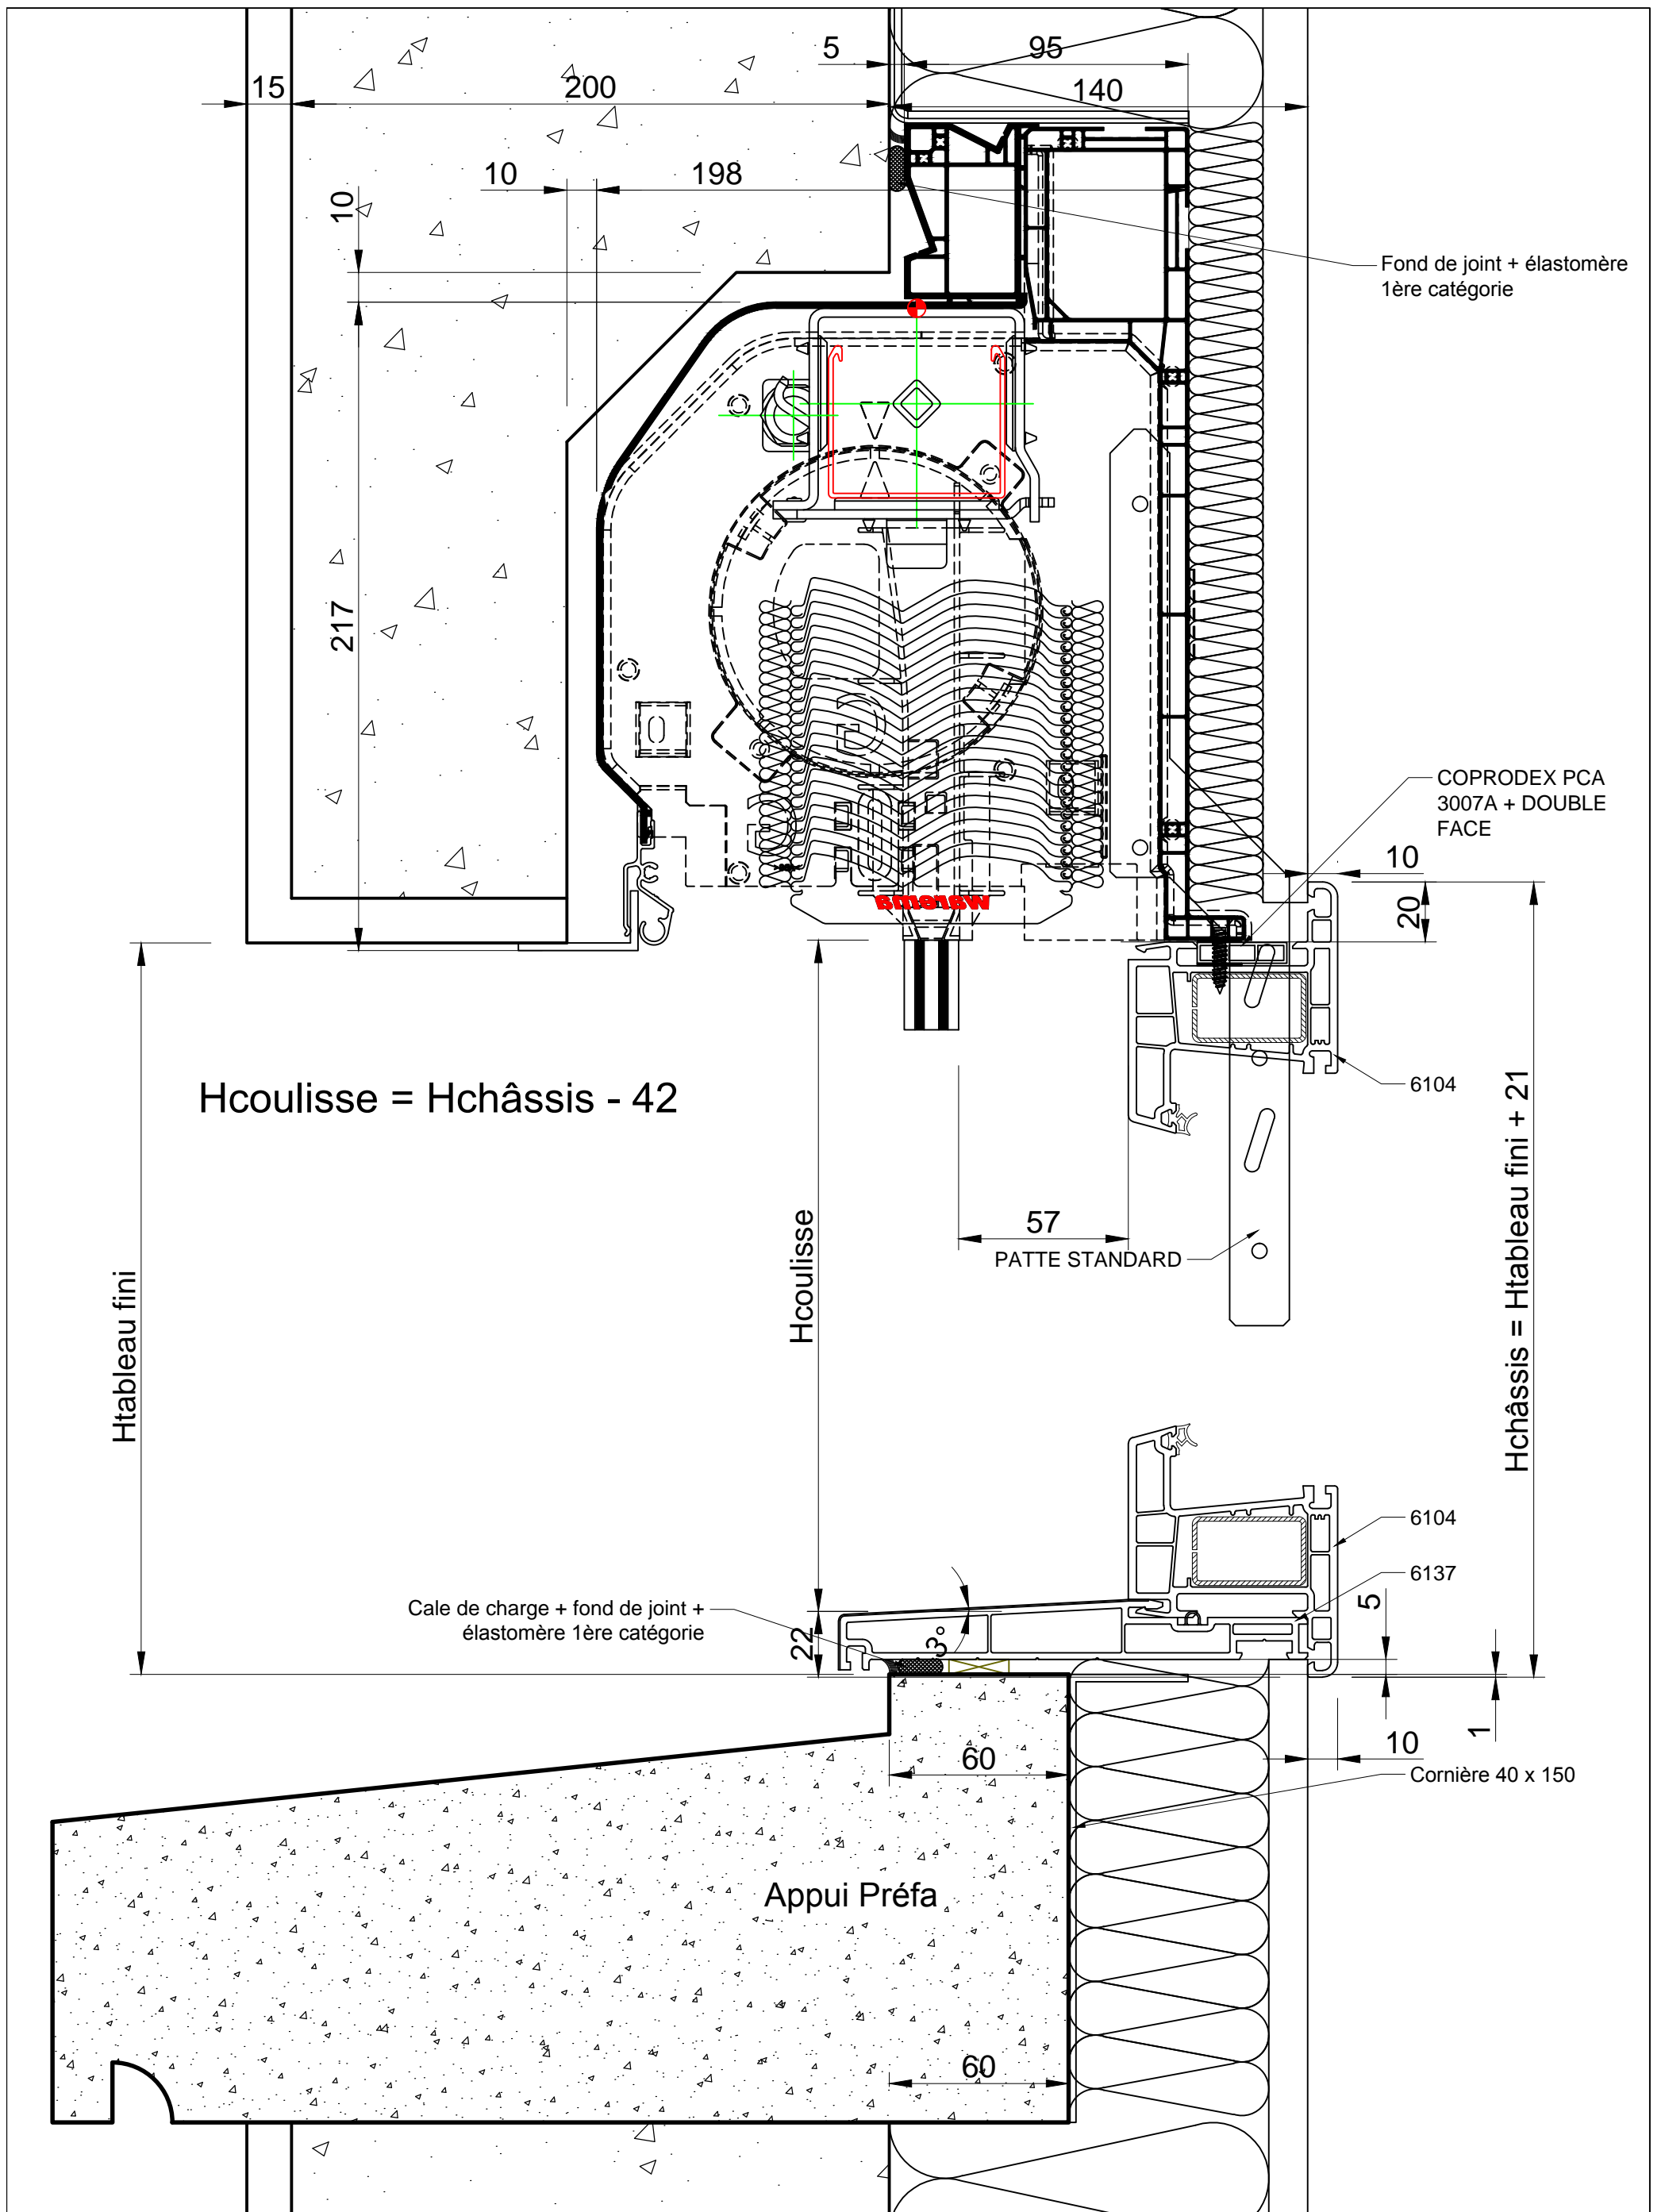 5
95
15
200
140
10
198
10
Fond de joint + élastomère
1ère catégorie
217
COPRODEX PCA
3007A + DOUBLE
FACE
10
20
warema
Hcoulisse = Hchâssis - 42
6104
Hchâssis = Htableau fini + 21
Hcoulisse
57
PATTE STANDARD
Htableau fini
6104
6137
Cale de charge + fond de joint +
élastomère 1ère catégorie
22
3°
5
1
60
10
Cornière 40 x 150
Appui Préfa
60